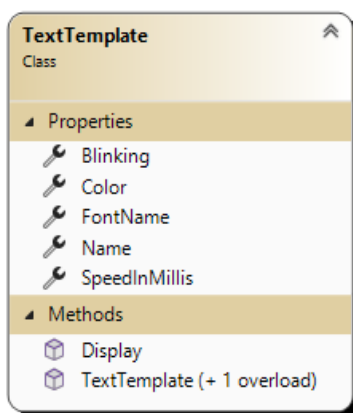 TextTemplate
Class
Properties
Blinking
Color
FontName
Name
SpeedInMillis
Methods
Display
TextTemplate (+ 1 overload)